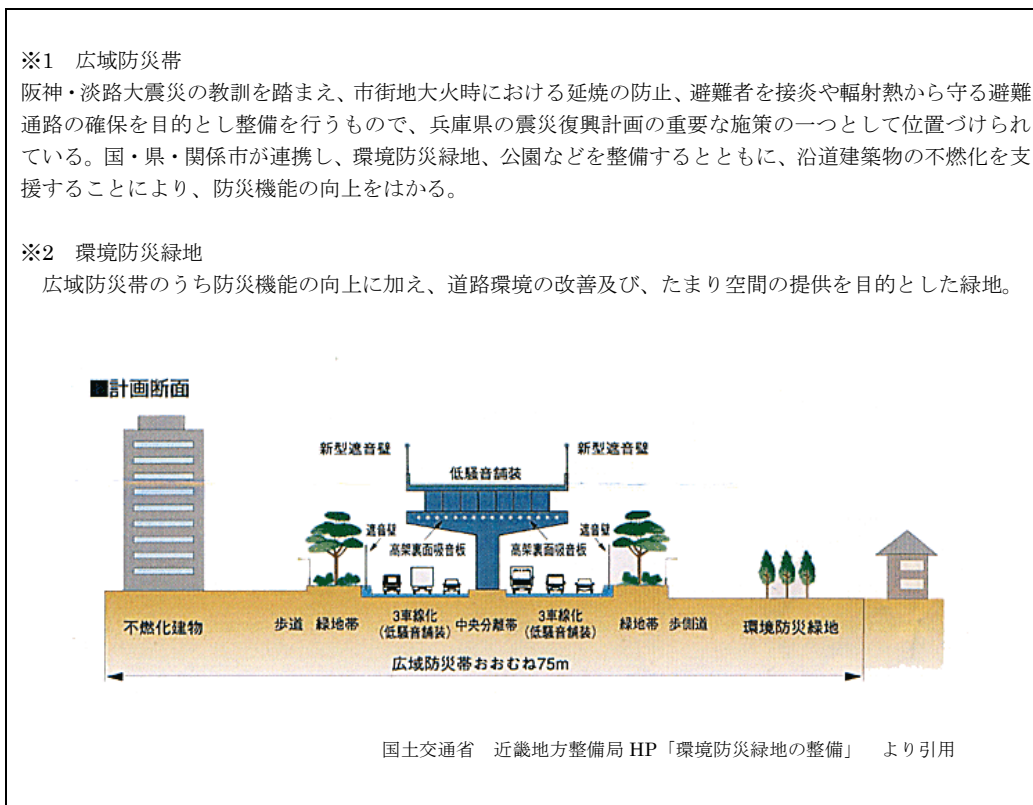 ※1 広域防災帯
阪神・淡路大震災の教訓を踏まえ、市街地大火時における延焼の防止、避難者を接炎や輻射熱から守る避難
通路の確保を目的とし整備を行うもので、兵庫県の震災復興計画の重要な施策の一つとして位置づけられ
ている。国・県・関係市が連携し、環境防災緑地、公園などを整備するとともに、沿道建築物の不燃化を支
援することにより、防災機能の向上をはかる。
※2 環境防災緑地
広域防災帯のうち防災機能の向上に加え、道路環境の改善及び、たまり空間の提供を目的とした緑地。
■計画断面
新型遮音壁
新型遮音壁
低騒音舗装
遮音壁
高架裏面吸音板
高架裏面吸音板
遮音壁
不燃化建物
歩道
緑地帯
3車線化
(低騒音舗装)
中央分離帯
3車線化
(低騒音舗装)
緑地帯
歩側道
環境防災緑地
広域防災帯おおむね75m
国土交通省 近畿地方整備局 HP「環境防災緑地の整備」 より引用